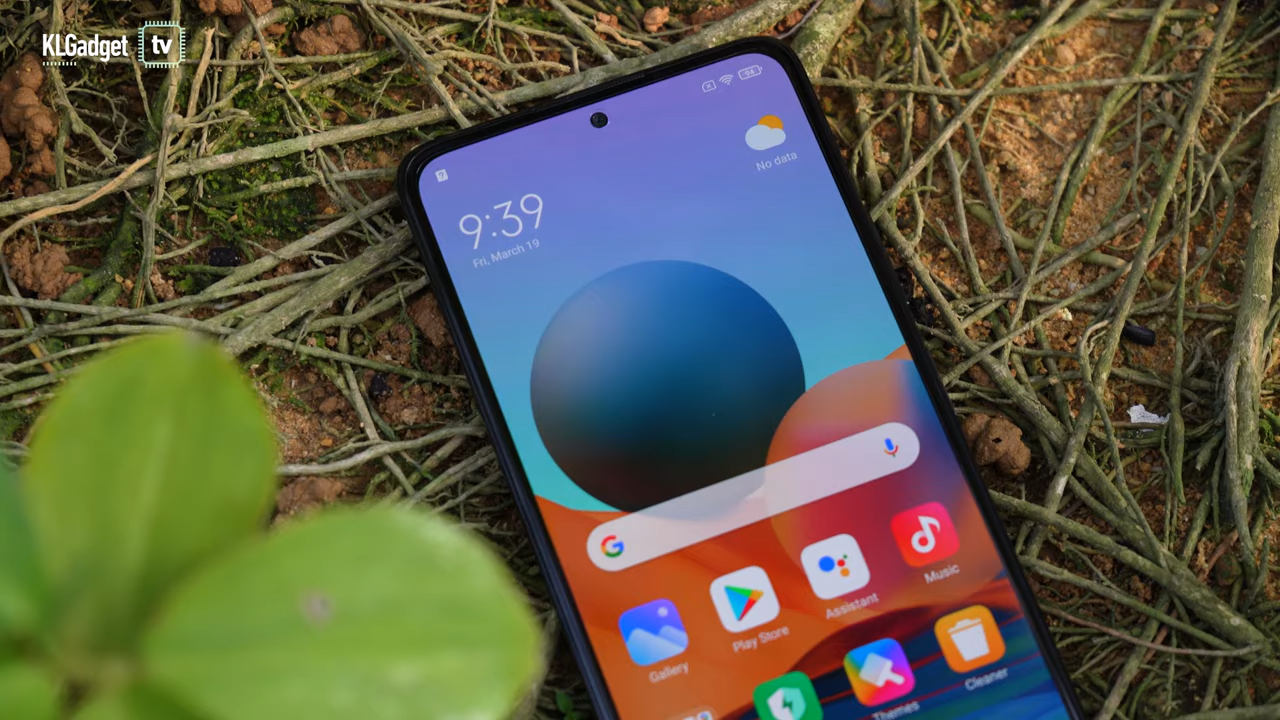 KLGadget tv
No data
9:39
Fri, March 19
Music
Assistant
Play Store
Gallery
Cleaner
Themes